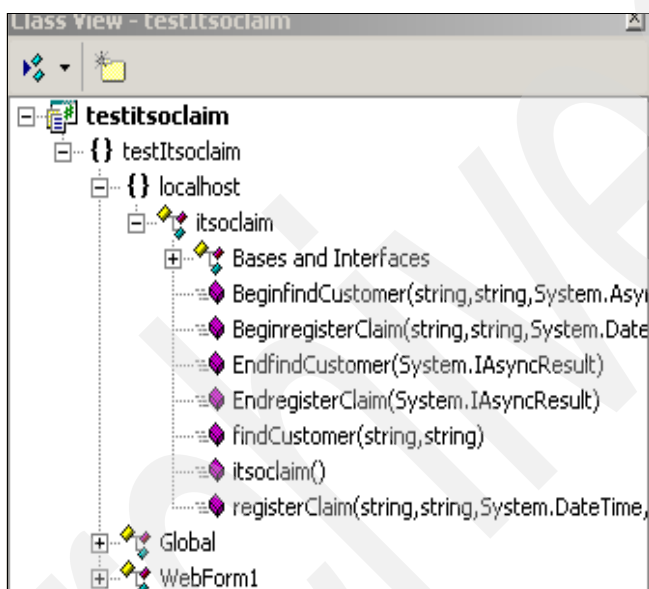 Class View - testItsoclaim
testitsoclaim
{} testItsoclaim
{} localhost
itsoclaim
Bases and Interfaces
BeginfindCustomer(string,string,System.Asy
BeginregisterClaim(string,string,System.Date
EndfindCustomer(System.IAsyncResult)
EndregisterClaim(System.IAsyncResult)
findCustomer(string,string)
itsoclaim()
registerClaim(string,string,System.DateTime,
Global
WebForm1